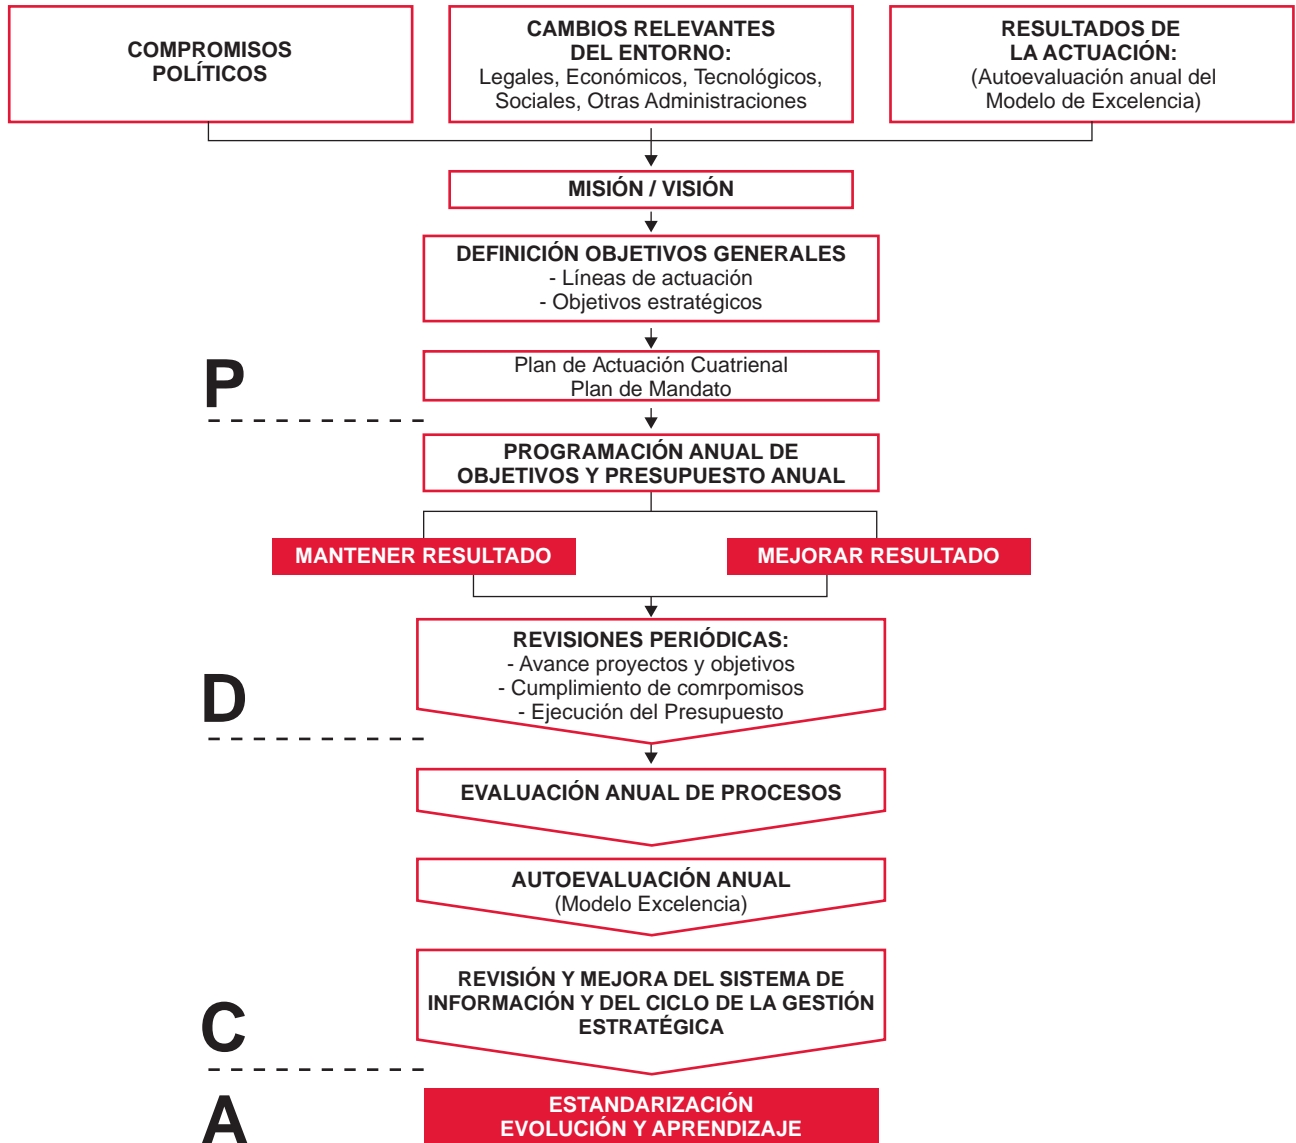 COMPROMISOS
POLÍTICOS
CAMBIOS RELEVANTES
DEL ENTORNO:
Legales, Económicos, Tecnológicos,
Sociales, Otras Administraciones
RESULTADOS DE
LA ACTUACIÓN:
(Autoevaluación anual del
Modelo de Excelencia)
MISIÓN / VISIÓN
DEFINICIÓN OBJETIVOS GENERALES
- Líneas de actuación
- Objetivos estratégicos
P
Plan de Actuación Cuatrienal
Plan de Mandato
PROGRAMACIÓN ANUAL DE
OBJETIVOS Y PRESUPUESTO ANUAL
MANTENER RESULTADO
MEJORAR RESULTADO
REVISIONES PERIÓDICAS:
- Avance proyectos y objetivos
- Cumplimiento de comrpomisos
- Ejecución del Presupuesto
D
EVALUACIÓN ANUAL DE PROCESOS
AUTOEVALUACIÓN ANUAL
(Modelo Excelencia)
REVISIÓN Y MEJORA DEL SISTEMA DE
INFORMACIÓN Y DEL CICLO DE LA GESTIÓN
ESTRATÉGICA
C
A
ESTANDARIZACIÓN
EVOLUCIÓN Y APRENDIZAJE